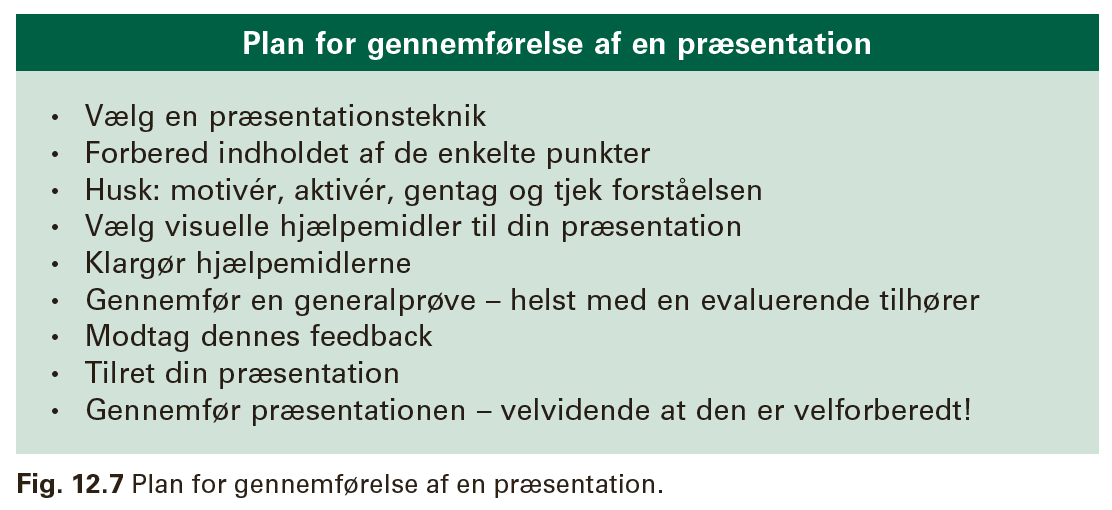 Plan for gennemførelse af en præsentation
• Vælg en præsentationsteknik
• Forbered indholdet af de enkelte punkter
• Husk: motivér, aktivér, gentag og tjek forståelsen
• Vælg visuelle hjælpemidler til din præsentation
• Klargør hjælpemidlerne
• Gennemfør en generalprøve – helst med en evaluerende tilhører
• Modtag dennes feedback
• Tilret din præsentation
• Gennemfør præsentationen – velvidende at den er velforberedt!
Fig. 12.7 Plan for gennemførelse af en præsentation.